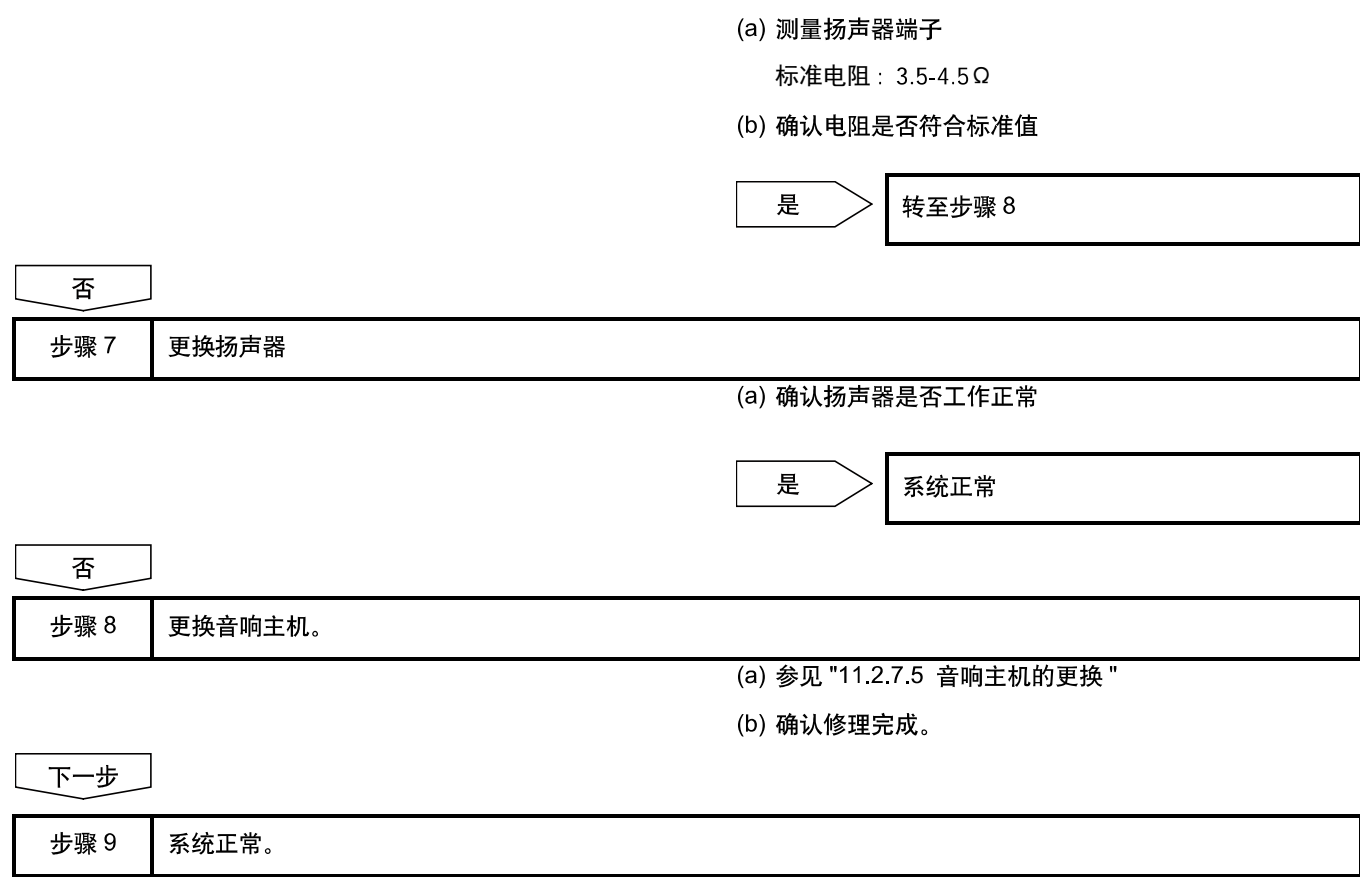 (a) 测量扬声器端子
标准电阻: 3.5-4.5Ω
(b) 确认电阻是否符合标准值
是 转至步骤 8
否
步骤 7 更换扬声器
(a) 确认扬声器是否工作正常
是 系统正常
否
步骤 8 更换音响主机。
(a) 参见 "11.2.7.5 音响主机的更换 "
(b) 确认修理完成。
下一步
步骤 9 系统正常。